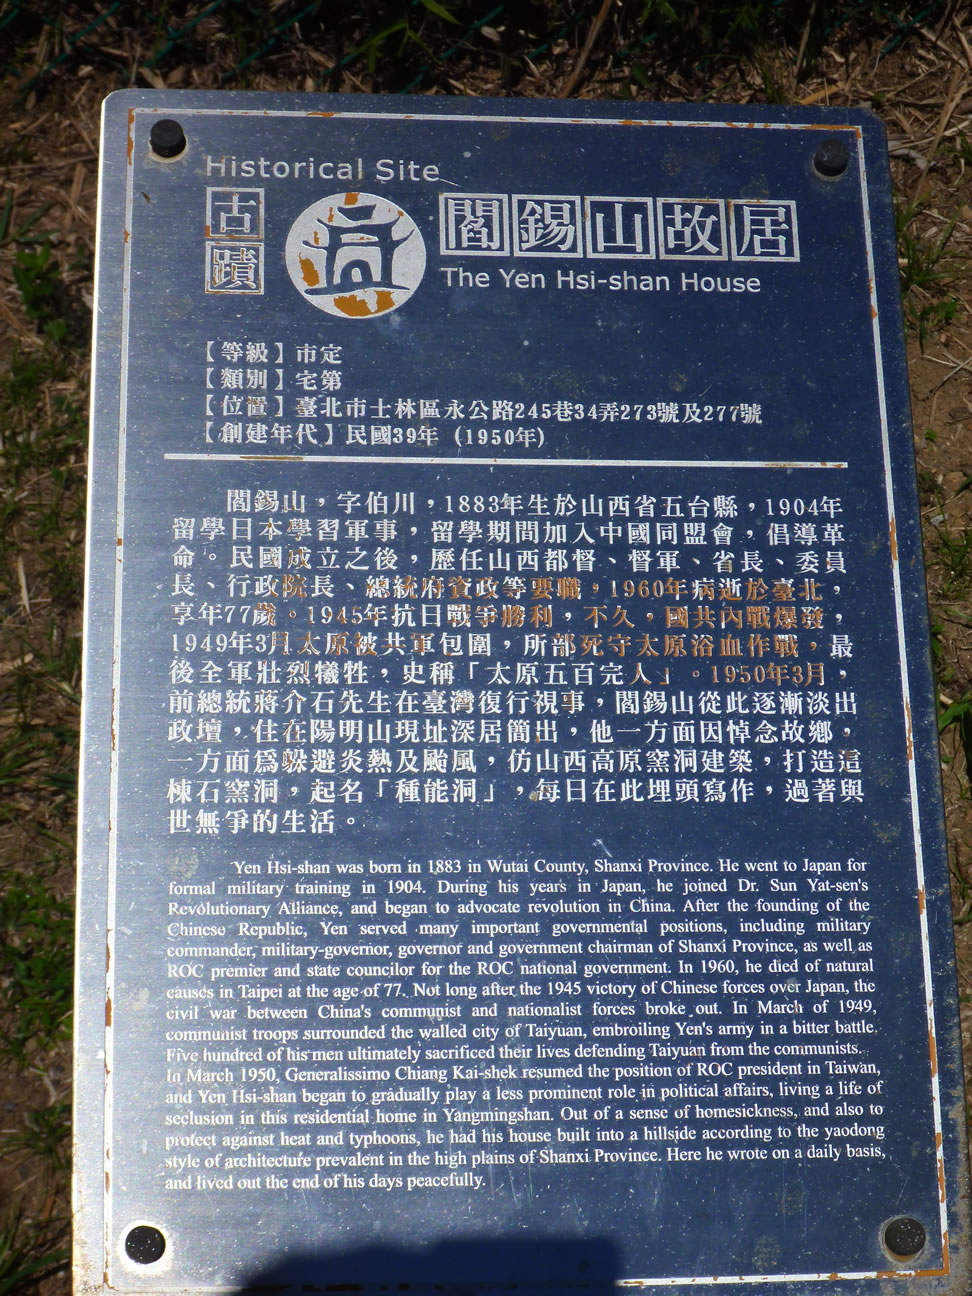 Historical Site
古蹟
閻錫山故居
The Yen Hsi-shan House
【等級】市定
【類別】宅第
【位置】臺北市士林區永公路245巷34弄273號及277號
【創建年代】民國39年 (1950年)
閻錫山，字伯川，1883年生於山西省五台縣，1904年
留學日本學習軍事，留學期間加入中國同盟會，倡導革
命。民國成立之後，歷任山西都督、督軍、省長、委員
長、行政院長、總統府資政等要職，1960年病逝於臺北，
享年77歲。1945年抗日戰爭勝利，不久，國共內戰爆發，
1949年3月太原被共軍包圍，所部死守太原浴血作戰，最
後全軍壯烈犧牲，史稱「太原五百完人」。1950年3月，
前總統蔣介石先生在臺灣復行視事，閻錫山從此逐漸淡出
政壇，住在陽明山現址深居簡出，他一方面因悼念故鄉，
一方面為躲避炎熱及颱風，仿山西高原窯洞建築，打造這
棟石窯洞，起名「種能洞」，每日在此埋頭寫作，過著與
世無爭的生活。
Yen Hsi-shan was born in 1883 in Wutai County, Shanxi Province. He went to Japan for
formal military training in 1904. During his years in Japan, he joined Dr. Sun Yat-sen's
Revolutionary Alliance, and began to advocate revolution in China. After the founding of the
Chinese Republic, Yen served many important governmental positions, including military
commander, military-governor, governor and government chairman of Shanxi Province, as well as
ROC premier and state councilor for the ROC national government. In 1960, he died of natural
causes in Taipei at the age of 77. Not long after the 1945 victory of Chinese forces over Japan, the
civil war between China's communist and nationalist forces broke out. In March of 1949,
communist troops surrounded the walled city of Taiyuan, embroiling Yen's army in a bitter battle.
Five hundred of his men ultimately sacrificed their lives defending Taiyuan from the communists.
In March 1950, Generalissimo Chiang Kai-shek resumed the position of ROC president in Taiwan,
and Yen Hsi-shan began to gradually play a less prominent role in political affairs, living a life of
seclusion in this residential home in Yangmingshan. Out of a sense of homesickness, and also to
protect against heat and typhoons, he had his house built into a hillside according to the yaodong
style of architecture prevalent in the high plains of Shanxi Province. Here he wrote on a daily basis,
and lived out the end of his days peacefully.